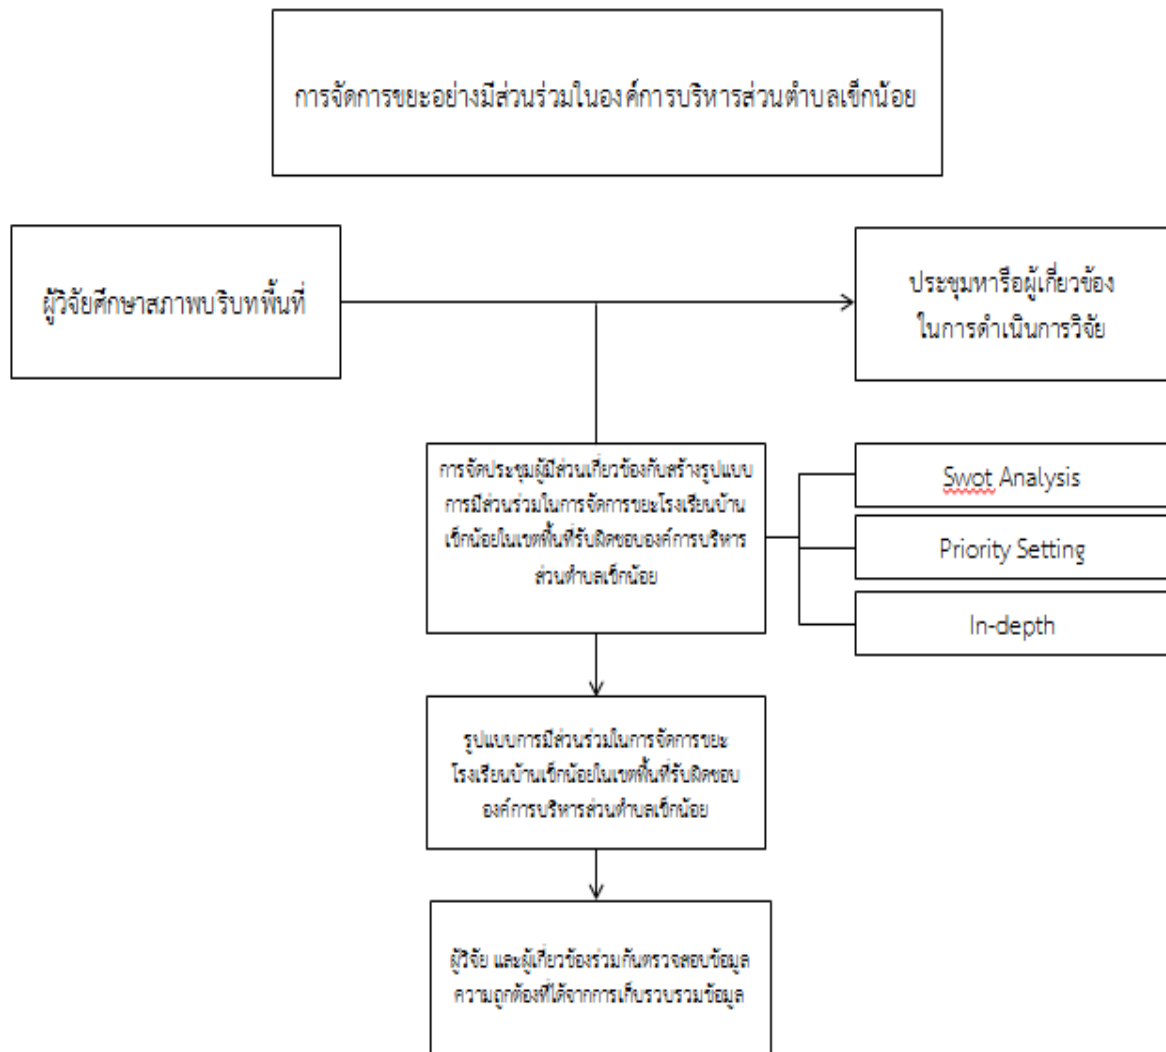 การจัดการขยะอย่างมีส่วนร่วมในองค์การบริหารส่วนตำบลเข็กน้อย
ผู้วิจัยศึกษาสภาพบริบทพื้นที่
ประชุมหารือผู้เกี่ยวข้อง
ในการดำเนินการวิจัย
การจัดประชุมผู้มีส่วนเกี่ยวข้องกับสร้างรูปแบบ
การมีส่วนร่วมในการจัดการขยะโรงเรียนบ้าน
เข็กน้อยในเขตพื้นที่รับผิดชอบองค์การบริหาร
ส่วนตำบลเข็กน้อย
Swot Analysis
Priority Setting
In-depth
รูปแบบการมีส่วนร่วมในการจัดการขยะ
โรงเรียนบ้านเข็กน้อยในเขตพื้นที่รับผิดชอบ
องค์การบริหารส่วนตำบลเข็กน้อย
ผู้วิจัย และผู้เกี่ยวข้องร่วมกันตรวจสอบข้อมูล
ความถูกต้องที่ได้จากการเก็บรวบรวมข้อมูล